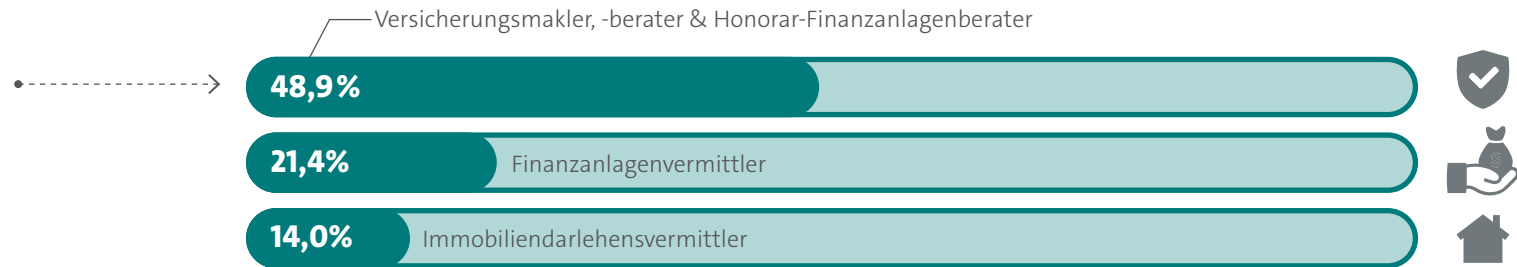 Versicherungsmakler, -berater & Honorar-Finanzanlagenberater
48,9%
21,4% Finanzanlagenvermittler
14,0% Immobiliendarlehensvermittler